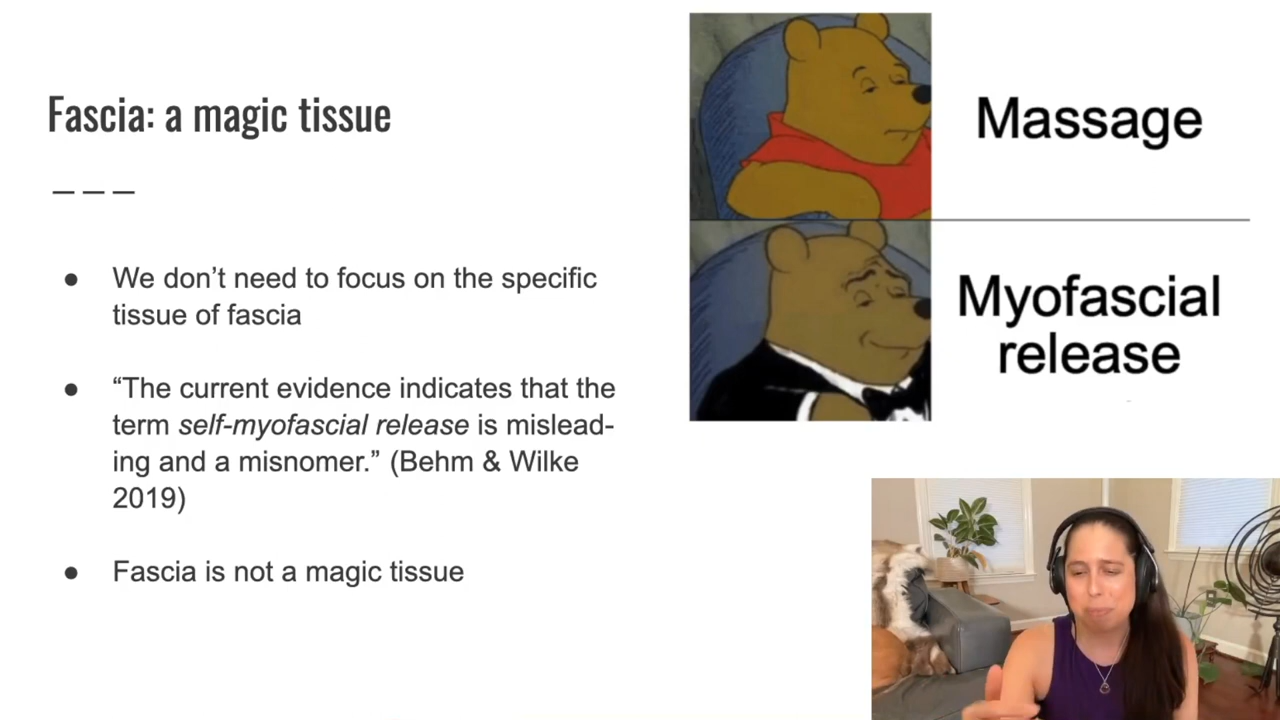 Fascia: a magic tissue
● We don’t need to focus on the specific
tissue of fascia
● “The current evidence indicates that the
term self-myofascial release is mislead-
ing and a misnomer.” (Behm & Wilke
2019)
● Fascia is not a magic tissue
Massage
Myofascial
release